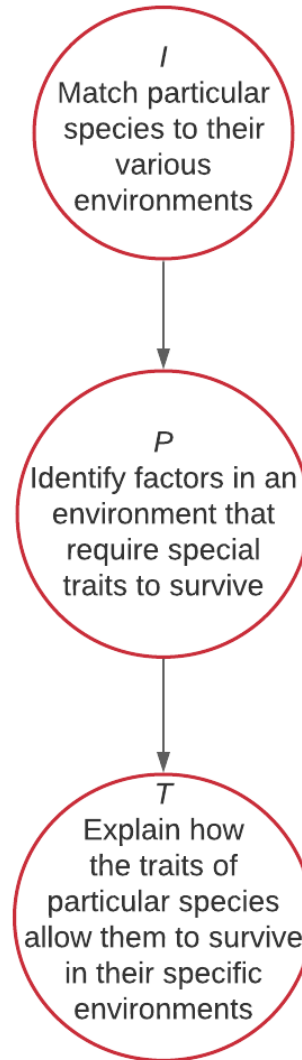 I
Match particular
species to their
various
environments
P
Identify factors in an
environment that
require special
traits to survive
T
Explain how
the traits of
particular species
allow them to survive
in their specific
environments